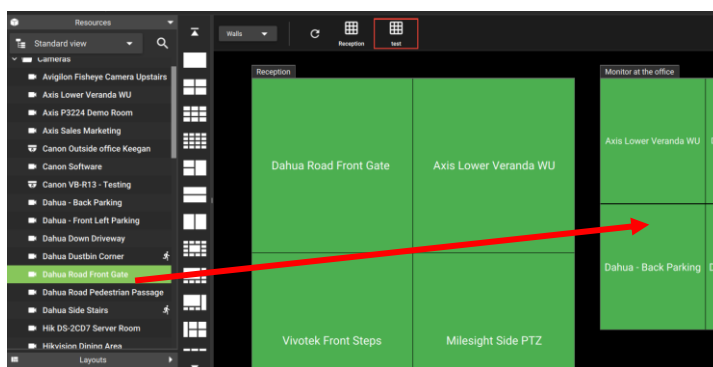 Resources
Standard view
Cameras
Avigilon Fisheye Camera Upstairs
Axis Lower Veranda WU
Axis P3224 Demo Room
Axis Sales Marketing
Canon Outside office Keegan
Canon Software
Canon VB-R13 - Testing
Dahua - Back Parking
Dahua - Front Left Parking
Dahua Down Driveway
Dahua Dustbin Corner
Dahua Road Front Gate
Dahua Road Pedestrian Passage
Dahua Side Stairs
Hik DS-2CD7 Server Room
Hikvision Dining Area
Layouts
Walls
Reception
test
Reception
Dahua Road Front Gate
Axis Lower Veranda WU
Vivotek Front Steps
Milesight Side PTZ
Monitor at the office
Axis Lower Veranda WU
Dahua - Back Parking